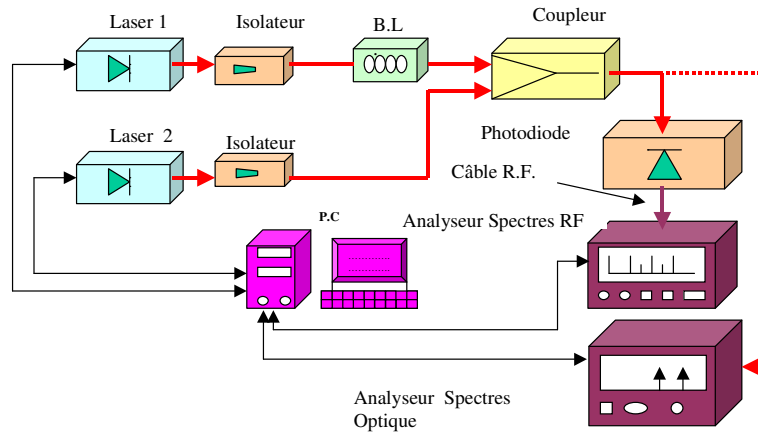 Laser 1
Isolateur
B.L
Coupleur
Laser 2
Isolateur
Photodiode
Câble R.F.
P.C
Analyseur Spectres RF
Analyseur Spectres
Optique